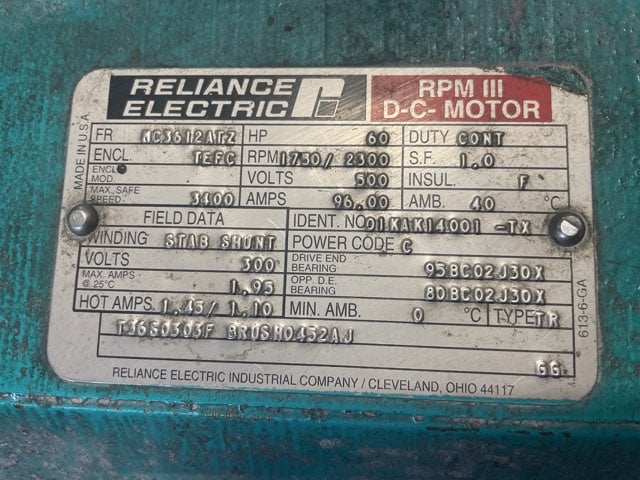 RELIANCE ELECTRIC
RPM III D-C- MOTOR
MADE IN U.S.A
FR MC3612ATZ HP 60 DUTY CONT
ENCL. TEFC RPM 1750/ 2300 S.F. 1.0
ENCL. MOD. VOLTS 500 INSUL. F
MAX. SAFE SPEED 3400 AMPS 96.00 AMB. 40 °C
FIELD DATA IDENT. NO. 01KAK14001 -TX
WINDING STAB SHUNT POWER CODE C
VOLTS 300 DRIVE END BEARING 95BC02J30X
MAX. AMPS @ 25°C 1.95 OPP. D.E. BEARING 80BC02J30X
HOT AMPS. 1.45/ 1.10 MIN. AMB. 0 °C TYPE TR
T36S0303F BRUSH0452AJ
GG
613-6-GA
RELIANCE ELECTRIC INDUSTRIAL COMPANY / CLEVELAND, OHIO 44117